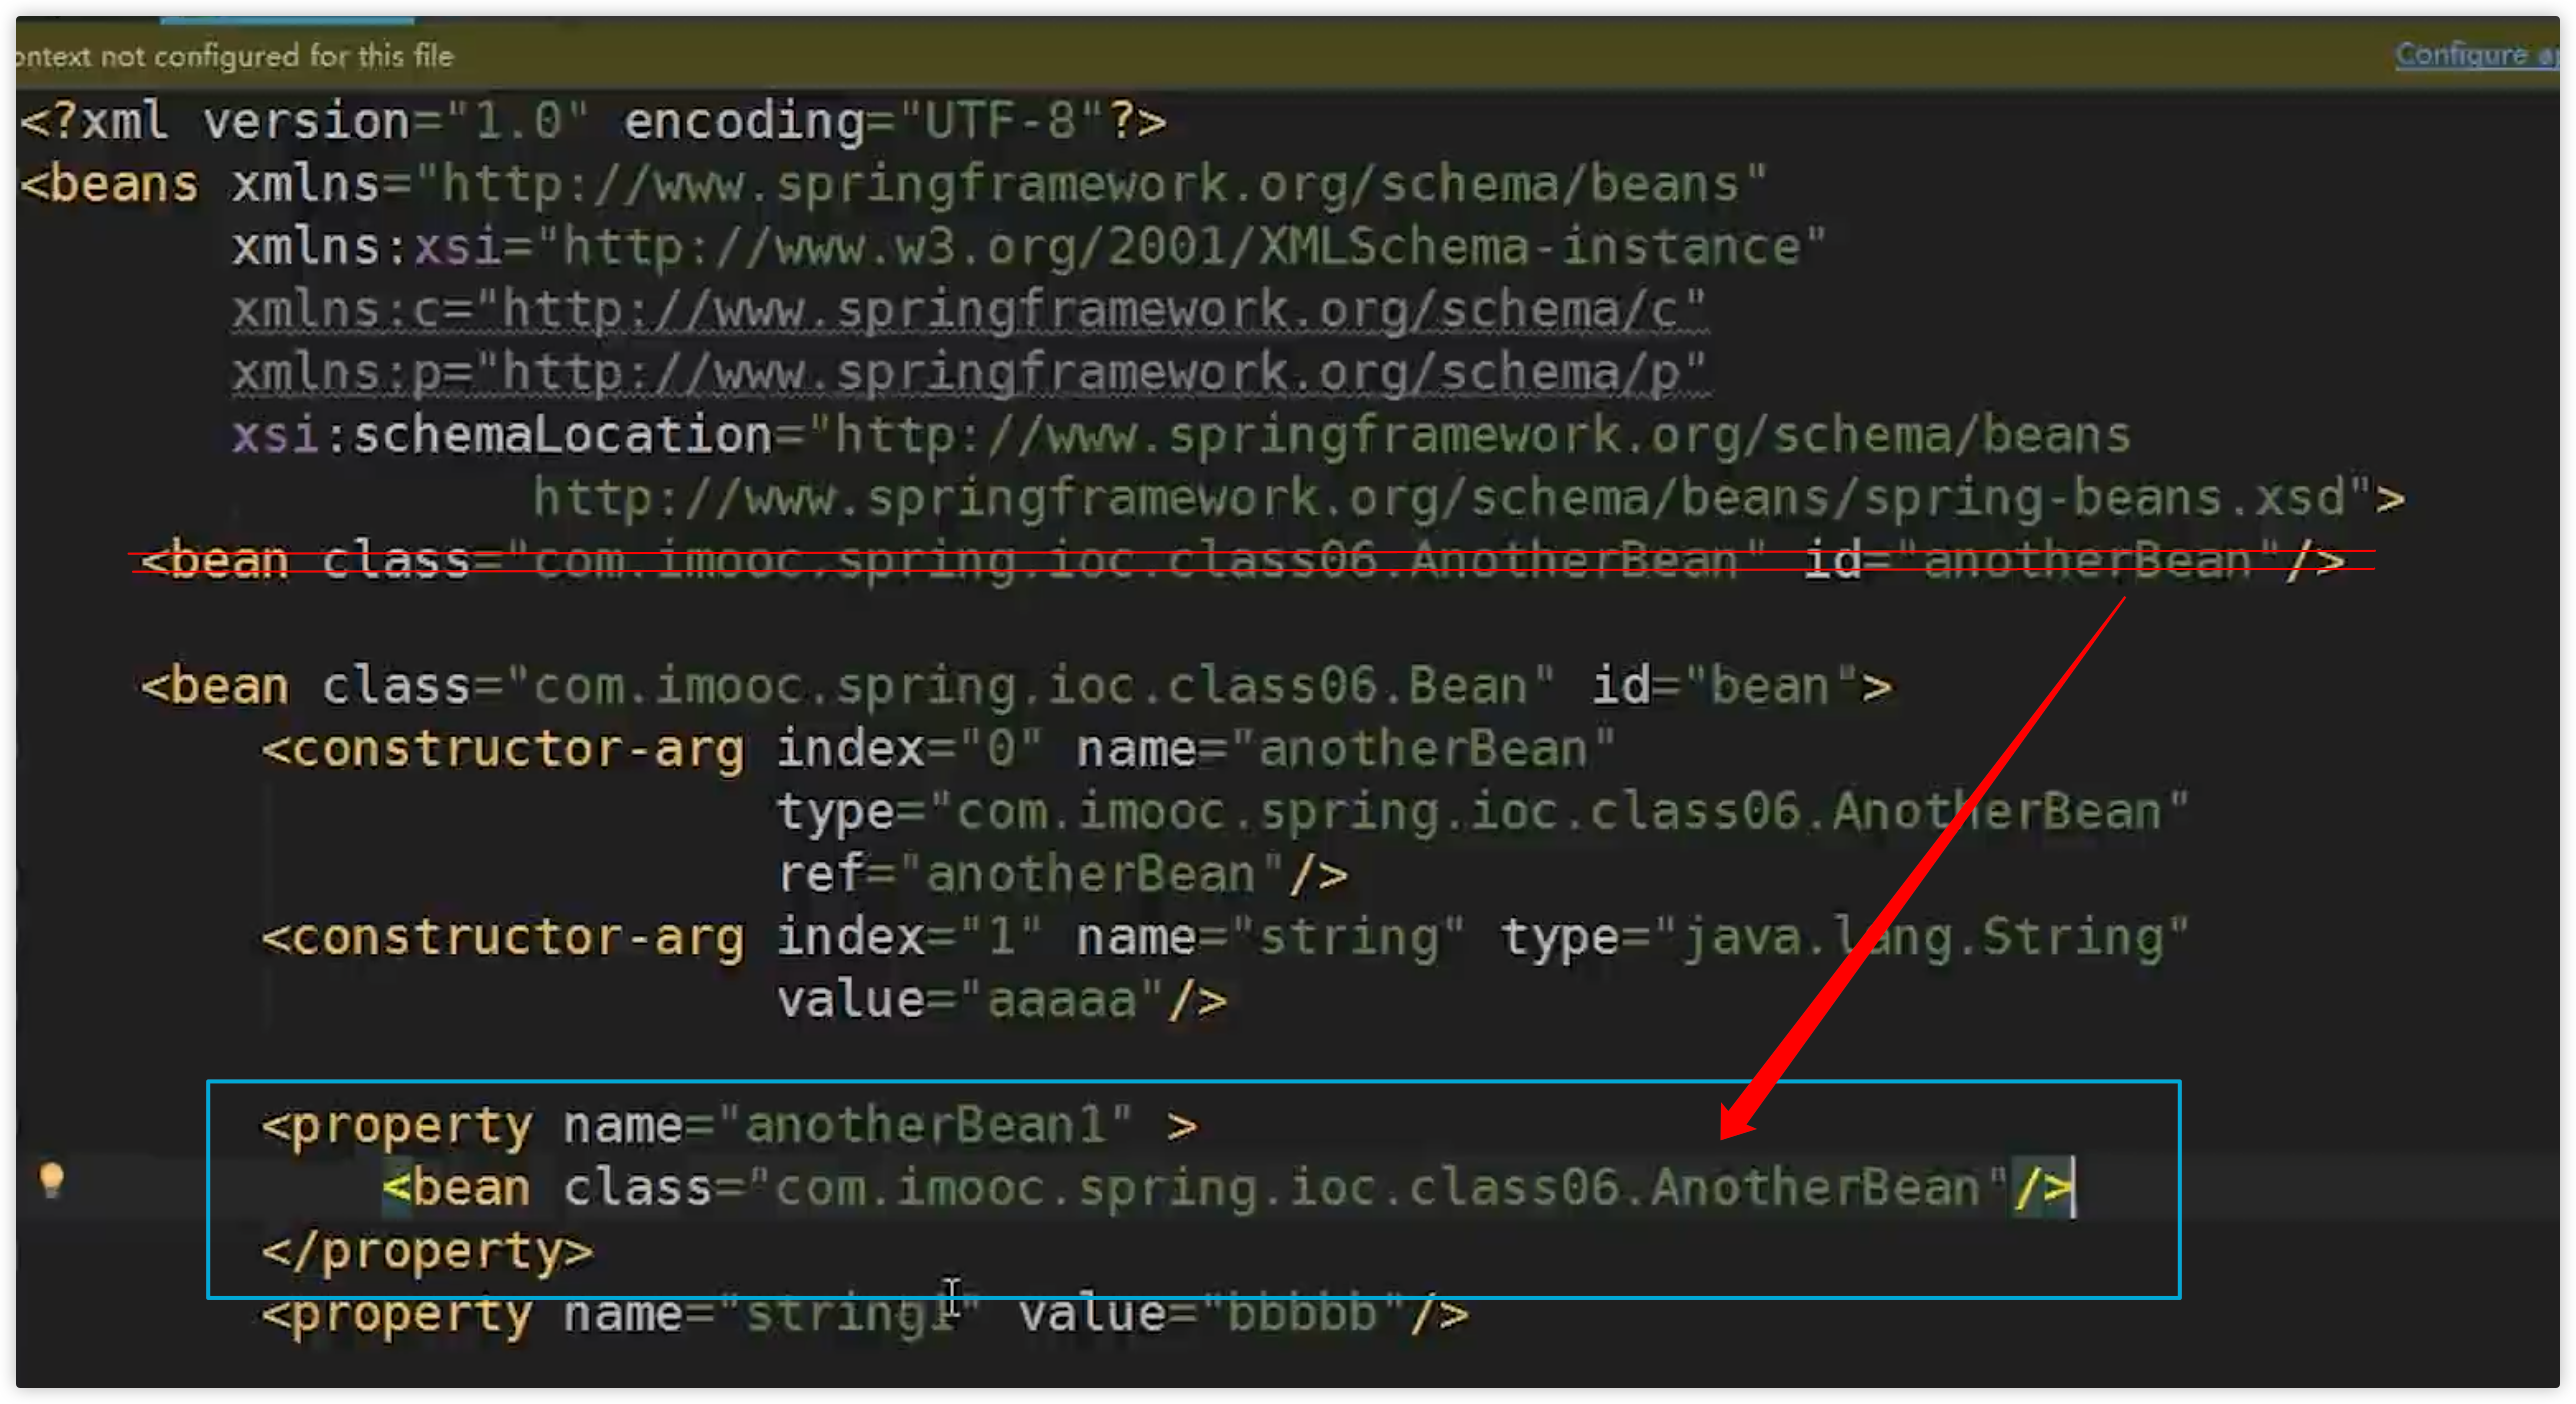 ontext not configured for this file
Configure ap
<?xml version="1.0" encoding="UTF-8"?>
<beans xmlns="http://www.springframework.org/schema/beans"
xmlns:xsi="http://www.w3.org/2001/XMLSchema-instance"
xmlns:c="http://www.springframework.org/schema/c"
xmlns:p="http://www.springframework.org/schema/p"
xsi:schemaLocation="http://www.springframework.org/schema/beans
http://www.springframework.org/schema/beans/spring-beans.xsd">
<bean class="com.imooc.spring.ioc.class06.AnotherBean" id="anotherBean"/>
<bean class="com.imooc.spring.ioc.class06.Bean" id="bean">
<constructor-arg index="0" name="anotherBean"
type="com.imooc.spring.ioc.class06.AnotherBean"
ref="anotherBean"/>
<constructor-arg index="1" name="string" type="java.lang.String"
value="aaaaa"/>
<property name="anotherBean1" >
<bean class="com.imooc.spring.ioc.class06.AnotherBean"/>
</property>
<property name="string1" value="bbbbb"/>